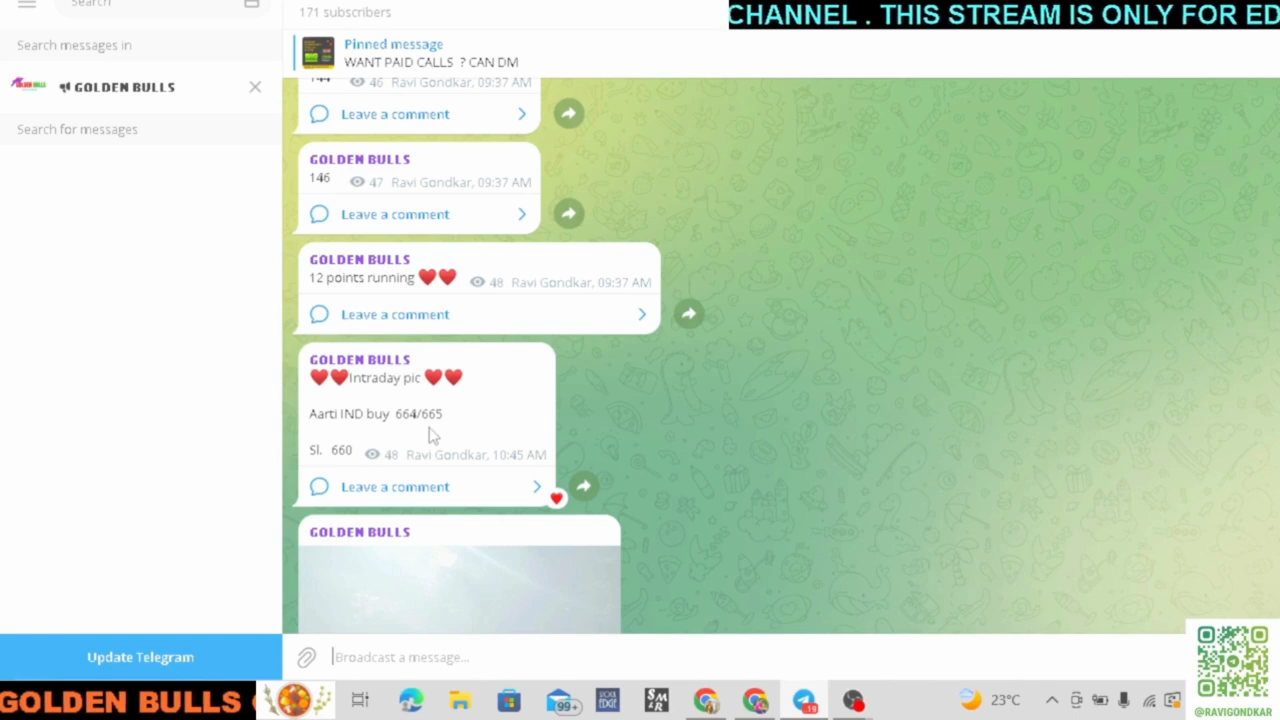 Search
171 subscribers
CHANNEL . THIS STREAM IS ONLY FOR ED
Search messages in
Pinned message
WANT PAID CALLS ? CAN DM
GOLDEN BULLS
Search for messages
144 46 Ravi Gondkar, 09:37 AM
Leave a comment
GOLDEN BULLS
146 47 Ravi Gondkar, 09:37 AM
Leave a comment
GOLDEN BULLS
12 points running ❤️❤️ 48 Ravi Gondkar, 09:37 AM
Leave a comment
GOLDEN BULLS
❤️❤️Intraday pic ❤️❤️
Aarti IND buy 664/665
Sl. 660 48 Ravi Gondkar, 10:45 AM
Leave a comment
GOLDEN BULLS
Update Telegram
Broadcast a message...
GOLDEN BULLS
99+
19
23°C
@RAVIGONDKAR